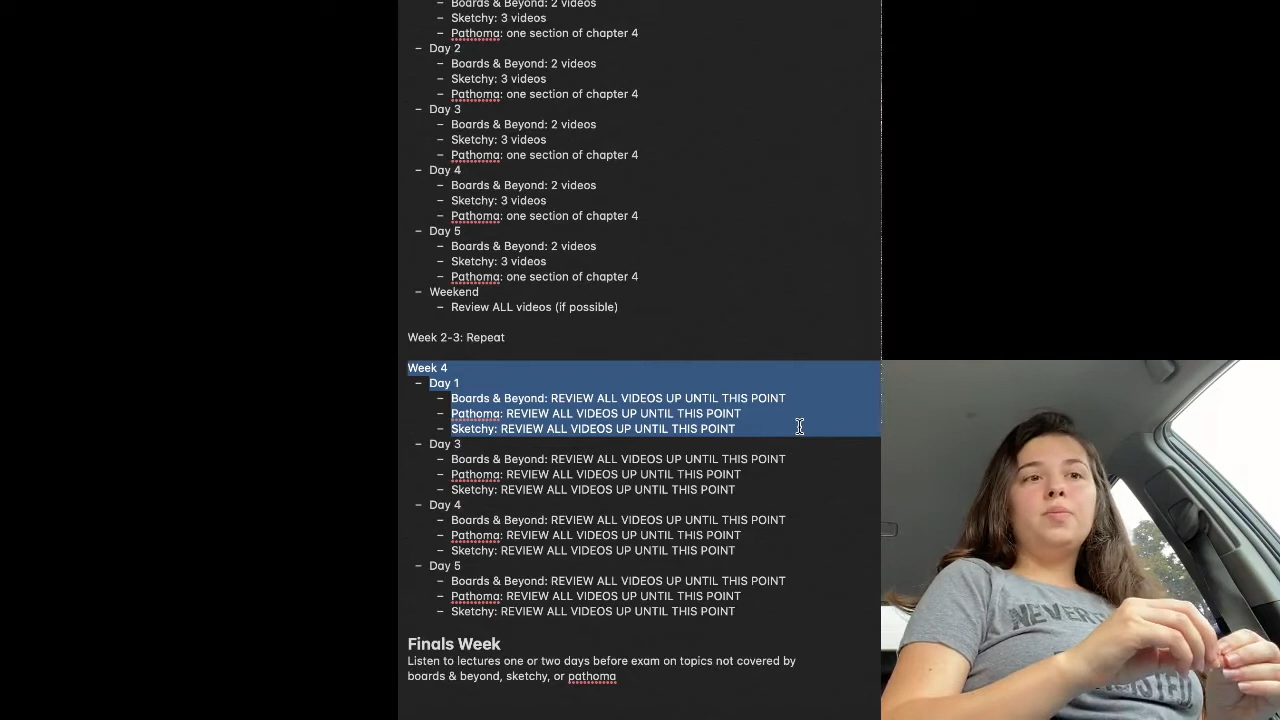 Boards & Beyond: 2 videos
– Sketchy: 3 videos
– Pathoma: one section of chapter 4
– Day 2
– Boards & Beyond: 2 videos
– Sketchy: 3 videos
– Pathoma: one section of chapter 4
– Day 3
– Boards & Beyond: 2 videos
– Sketchy: 3 videos
– Pathoma: one section of chapter 4
– Day 4
– Boards & Beyond: 2 videos
– Sketchy: 3 videos
– Pathoma: one section of chapter 4
– Day 5
– Boards & Beyond: 2 videos
– Sketchy: 3 videos
– Pathoma: one section of chapter 4
– Weekend
– Review ALL videos (if possible)
Week 2-3: Repeat
Week 4
– Day 1
– Boards & Beyond: REVIEW ALL VIDEOS UP UNTIL THIS POINT
– Pathoma: REVIEW ALL VIDEOS UP UNTIL THIS POINT
– Sketchy: REVIEW ALL VIDEOS UP UNTIL THIS POINT
– Day 3
– Boards & Beyond: REVIEW ALL VIDEOS UP UNTIL THIS POINT
– Pathoma: REVIEW ALL VIDEOS UP UNTIL THIS POINT
– Sketchy: REVIEW ALL VIDEOS UP UNTIL THIS POINT
– Day 4
– Boards & Beyond: REVIEW ALL VIDEOS UP UNTIL THIS POINT
– Pathoma: REVIEW ALL VIDEOS UP UNTIL THIS POINT
– Sketchy: REVIEW ALL VIDEOS UP UNTIL THIS POINT
– Day 5
– Boards & Beyond: REVIEW ALL VIDEOS UP UNTIL THIS POINT
– Pathoma: REVIEW ALL VIDEOS UP UNTIL THIS POINT
– Sketchy: REVIEW ALL VIDEOS UP UNTIL THIS POINT
Finals Week
Listen to lectures one or two days before exam on topics not covered by
boards & beyond, sketchy, or pathoma